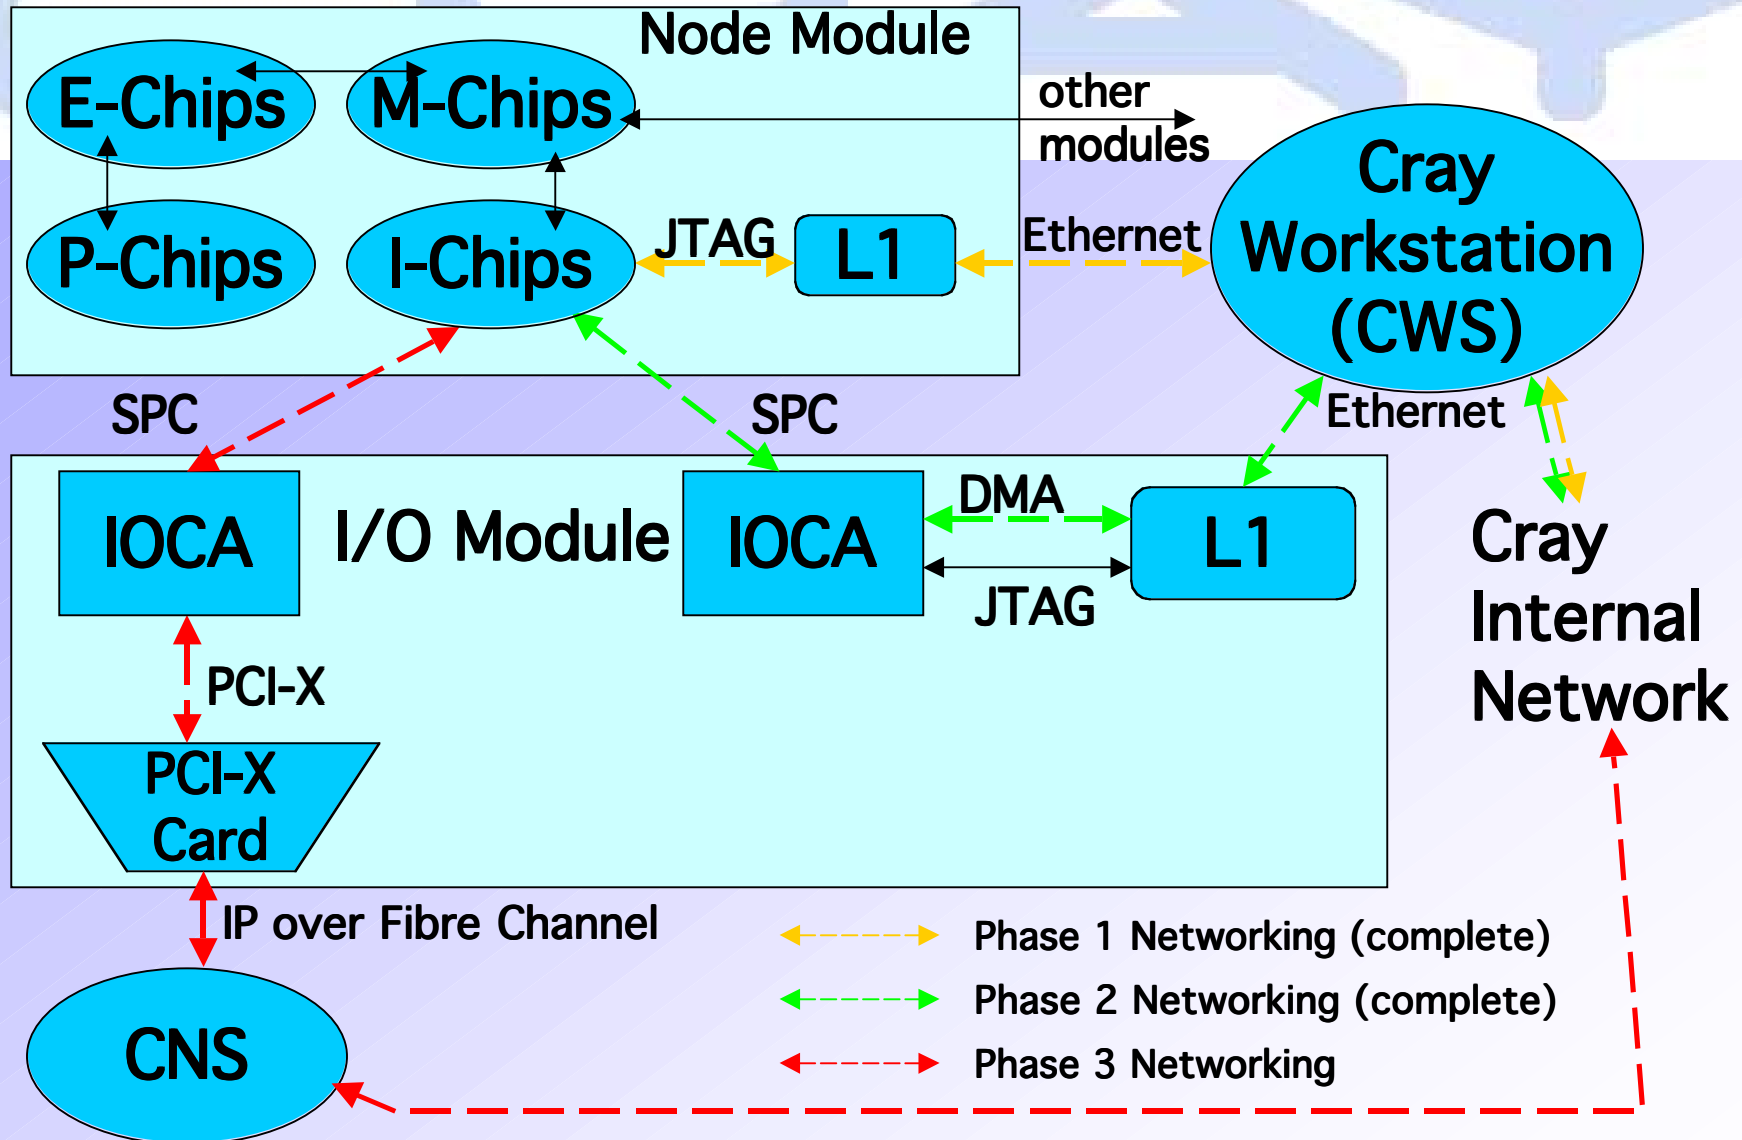 Node Module
E-Chips
M-Chips
other
modules
P-Chips
I-Chips
JTAG
L1
Ethernet
Cray
Workstation
(CWS)
SPC
SPC
Ethernet
IOCA
I/O Module
IOCA
DMA
JTAG
L1
Cray
Internal
Network
PCI-X
PCI-X
Card
IP over Fibre Channel
CNS
Phase 1 Networking (complete)
Phase 2 Networking (complete)
Phase 3 Networking